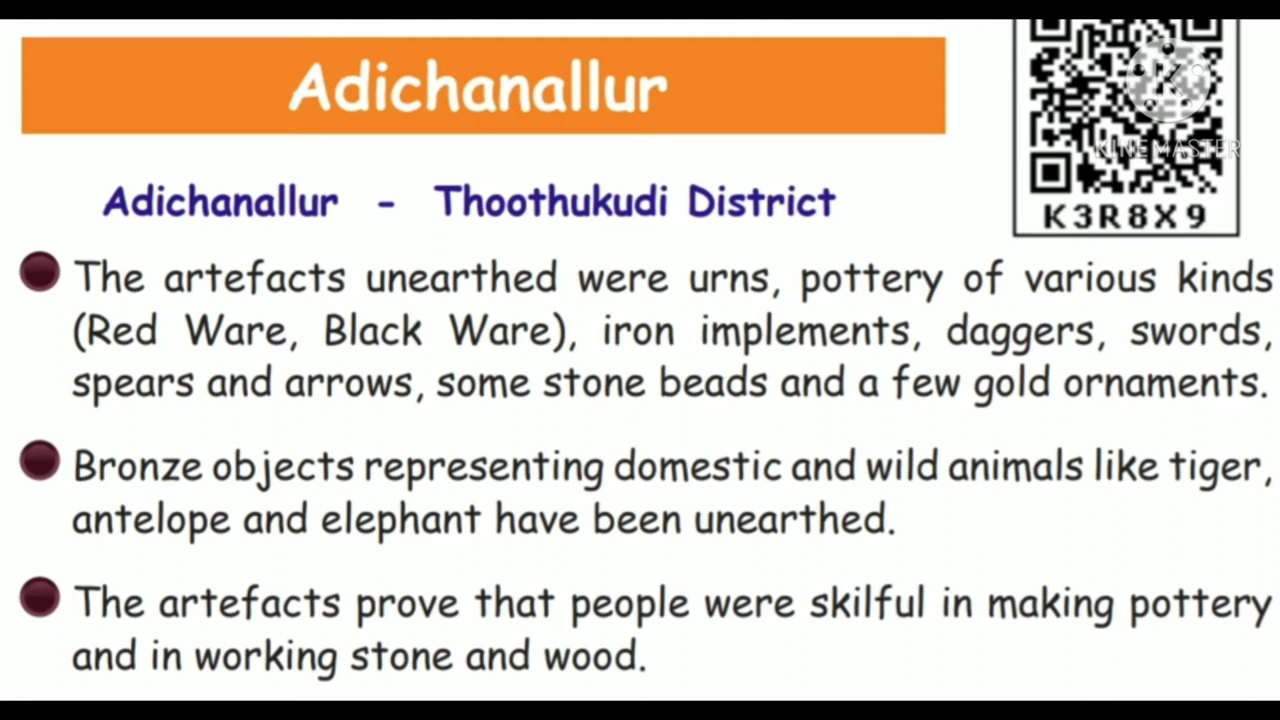 Adichanallur
KINEMASTER
K3R8X9
Adichanallur - Thoothukudi District
The artefacts unearthed were urns, pottery of various kinds
(Red Ware, Black Ware), iron implements, daggers, swords,
spears and arrows, some stone beads and a few gold ornaments.
Bronze objects representing domestic and wild animals like tiger,
antelope and elephant have been unearthed.
The artefacts prove that people were skilful in making pottery
and in working stone and wood.